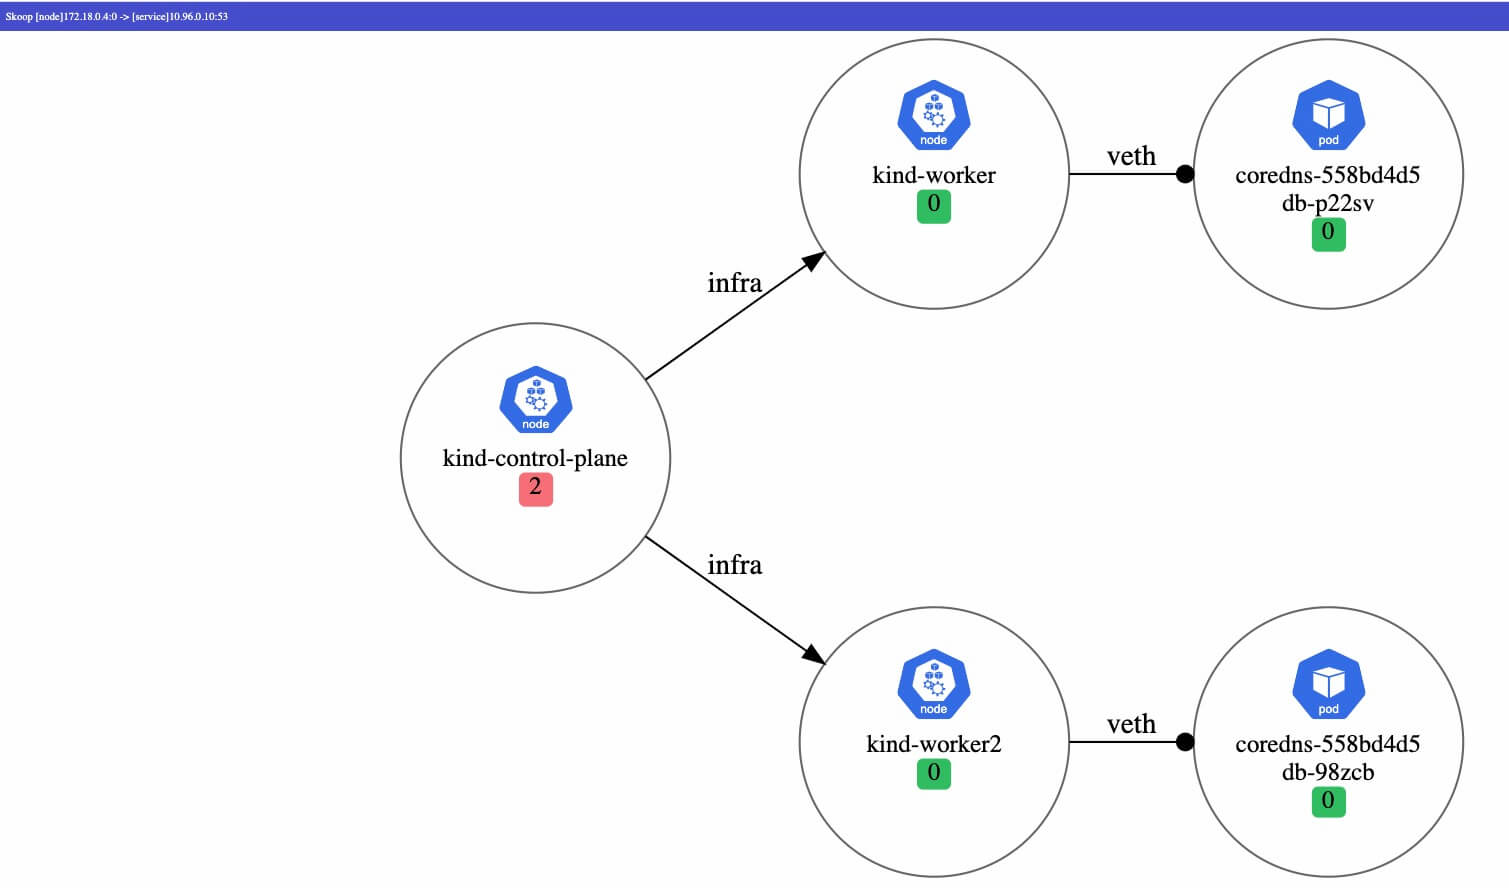 Skoop [node]172.18.0.4:0 -> [service]10.96.0.10:53
node
kind-worker
0
veth
pod
coredns-558bd4d5
db-p22sv
0
infra
node
kind-control-plane
2
infra
node
kind-worker2
0
veth
pod
coredns-558bd4d5
db-98zcb
0